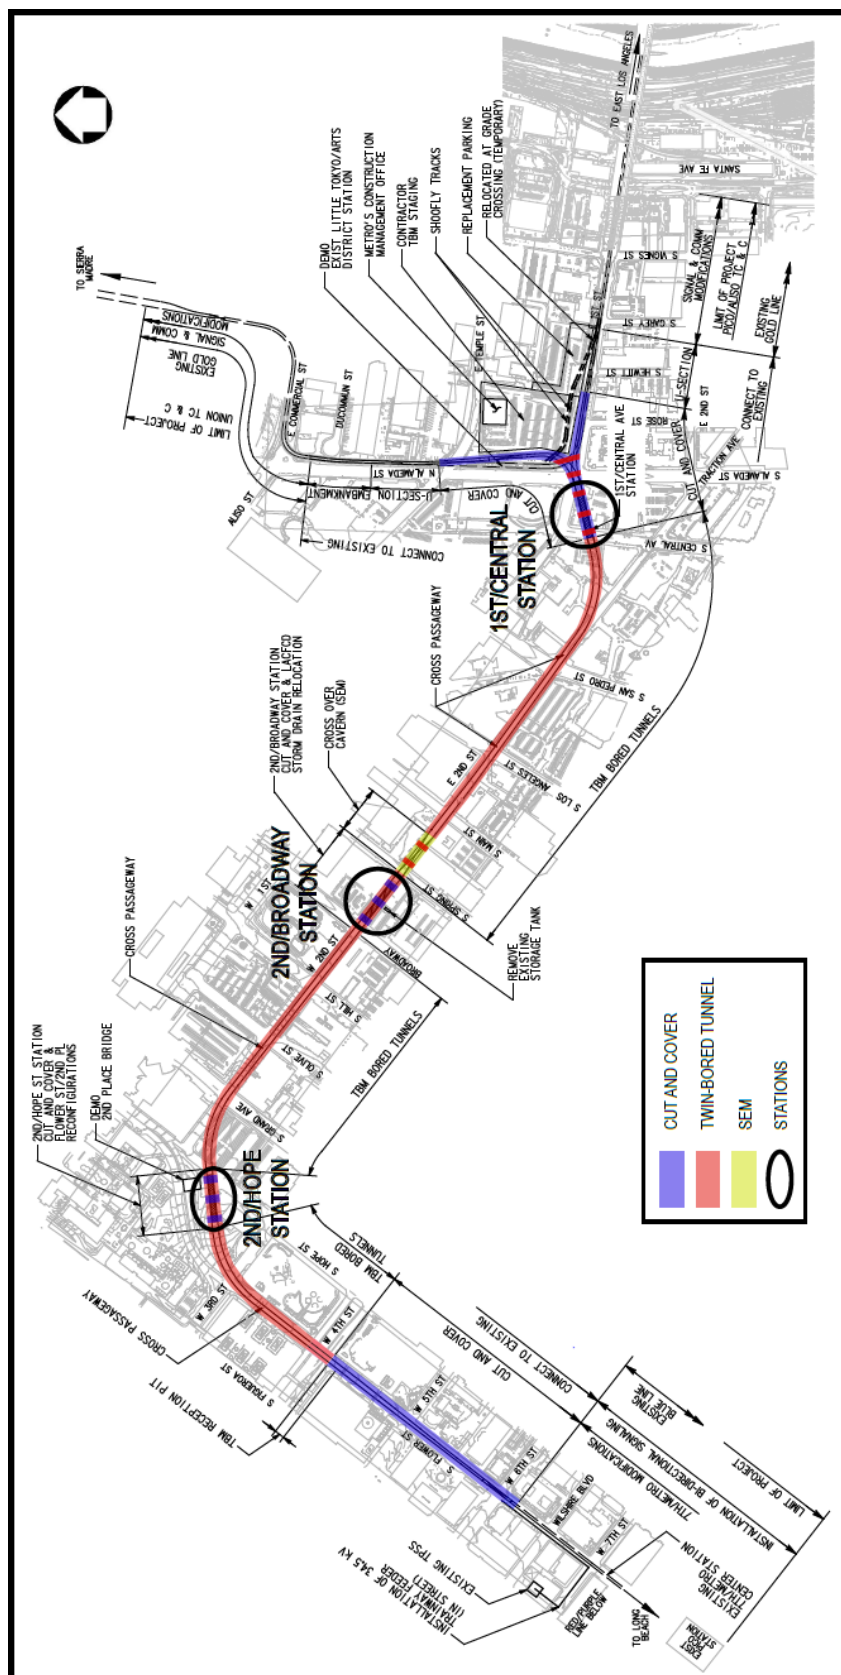 TO SIERRA
MADRE
TO EAST LOS ANGELES
DEMO
EXIST LITTLE TOKYO/ARTS
DISTRICT STATION
METRO'S CONSTRUCTION
MANAGEMENT OFFICE
CONTRACTOR
TBM STAGING
SHOOFLY TRACKS
REPLACEMENT PARKING
RELOCATED AT GRADE
CROSSING (TEMPORARY)
SANTA FE AVE
S VIGNES ST
SIGNAL & COMM
MODIFICATIONS
LIMIT OF PROJECT
PICO/ALISO TC & C
EXISTING
GOLD LINE
S GAREY ST
1ST ST
E TEMPLE ST
S HEWITT ST
U-SECTION
ROSE ST
E 2ND ST
CONNECT TO
EXISTING
CUT AND COVER
TRACTION AVE
S ALAMEDA ST
SIGNAL & COMM
MODIFICATIONS
EXISTING
GOLD LINE
LIMIT OF PROJECT
UNION TC & C
E COMMERCIAL ST
DUCOMMUN ST
N ALAMEDA ST
ALISO ST
EMBANKMENT
U-SECTION
CUT AND COVER
CONNECT TO EXISTING
1ST/CENTRAL AVE
STATION
1ST/CENTRAL
STATION
S CENTRAL AV
CROSS PASSAGEWAY
S SAN PEDRO ST
S LOS
ANGELES ST
TBM BORED TUNNELS
E 2ND ST
S MAIN ST
2ND/BROADWAY STATION
CUT AND COVER & LACFCD
STORM DRAIN RELOCATION
CROSS OVER
CAVERN (SEM)
2ND/BROADWAY
STATION
S SPRING ST
REMOVE
EXISTING
STORAGE TANK
BROADWAY
W 1ST
W 2ND ST
CROSS PASSAGEWAY
S HILL ST
S OLIVE ST
TBM BORED TUNNELS
S GRAND AVE
2ND/HOPE ST STATION
CUT AND COVER &
FLOWER ST/2ND PL
RECONFIGURATIONS
DEMO
2ND PLACE BRIDGE
2ND/HOPE
STATION
S HOPE ST
TBM BORED
TUNNELS
CROSS PASSAGEWAY
W 3RD ST
S FIGUEROA ST
W 4TH ST
TBM RECEPTION PIT
CUT AND COVER
CONNECT TO EXISTING
W 5TH ST
S FLOWER ST
W 6TH ST
WILSHIRE BLVD
W 7TH ST
EXISTING
BLUE LINE
7TH/METRO MODIFICATIONS
INSTALLATION OF BI-DIRECTIONAL SIGNALING
LIMIT OF PROJECT
EXISTING
7TH/METRO
CENTER STATION
INSTALLATION OF 34.5 KV
TRAINWAY FEEDER
(IN STREET)
EXISTING TPSS
RED/PURPLE
LINE BELOW
TO LONG
BEACH
EXIST
PICO
STATION
CUT AND COVER
TWIN-BORED TUNNEL
SEM
STATIONS